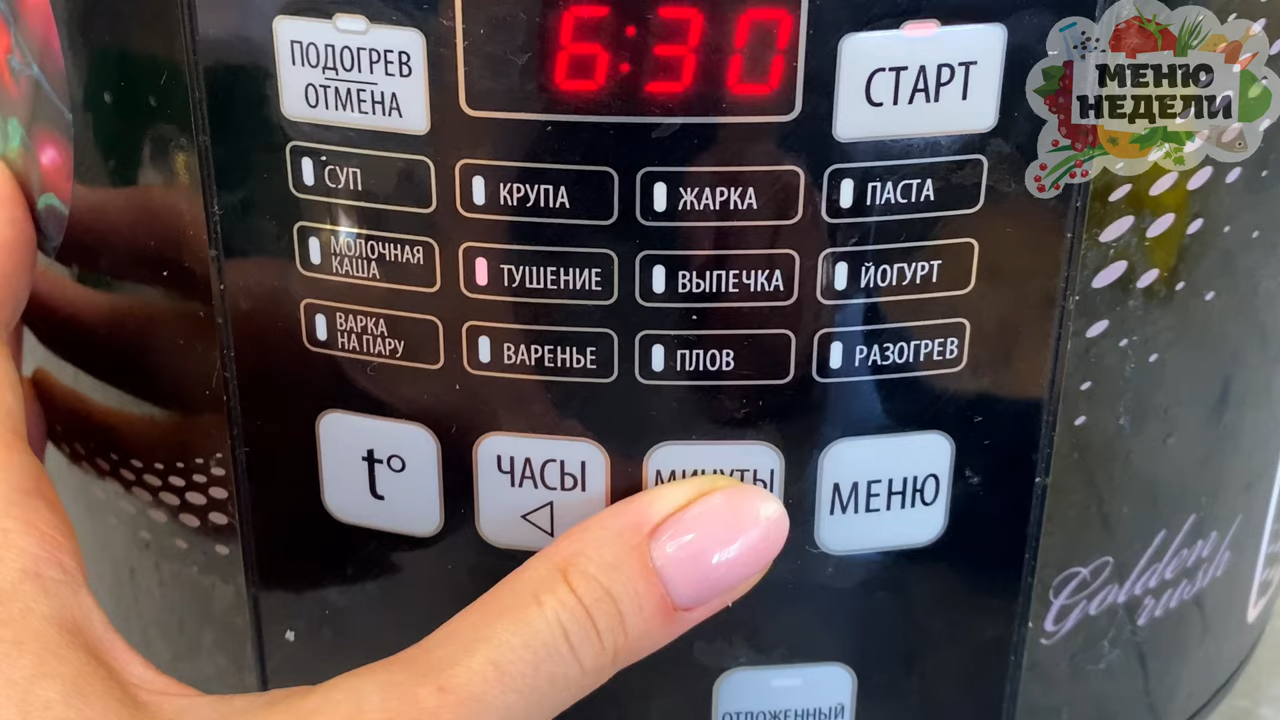 6:30
ПОДОГРЕВ
ОТМЕНА
СТАРТ
МЕНЮ
НЕДЕЛИ
СУП
КРУПА
ЖАРКА
ПАСТА
МОЛОЧНАЯ
КАША
ТУШЕНИЕ
ВЫПЕЧКА
ЙОГУРТ
ВАРКА
НА ПАРУ
ВАРЕНЬЕ
ПЛОВ
РАЗОГРЕВ
t°
ЧАСЫ
МИНУТЫ
МЕНЮ
Golden
rush
ОТЛОЖЕННЫЙ